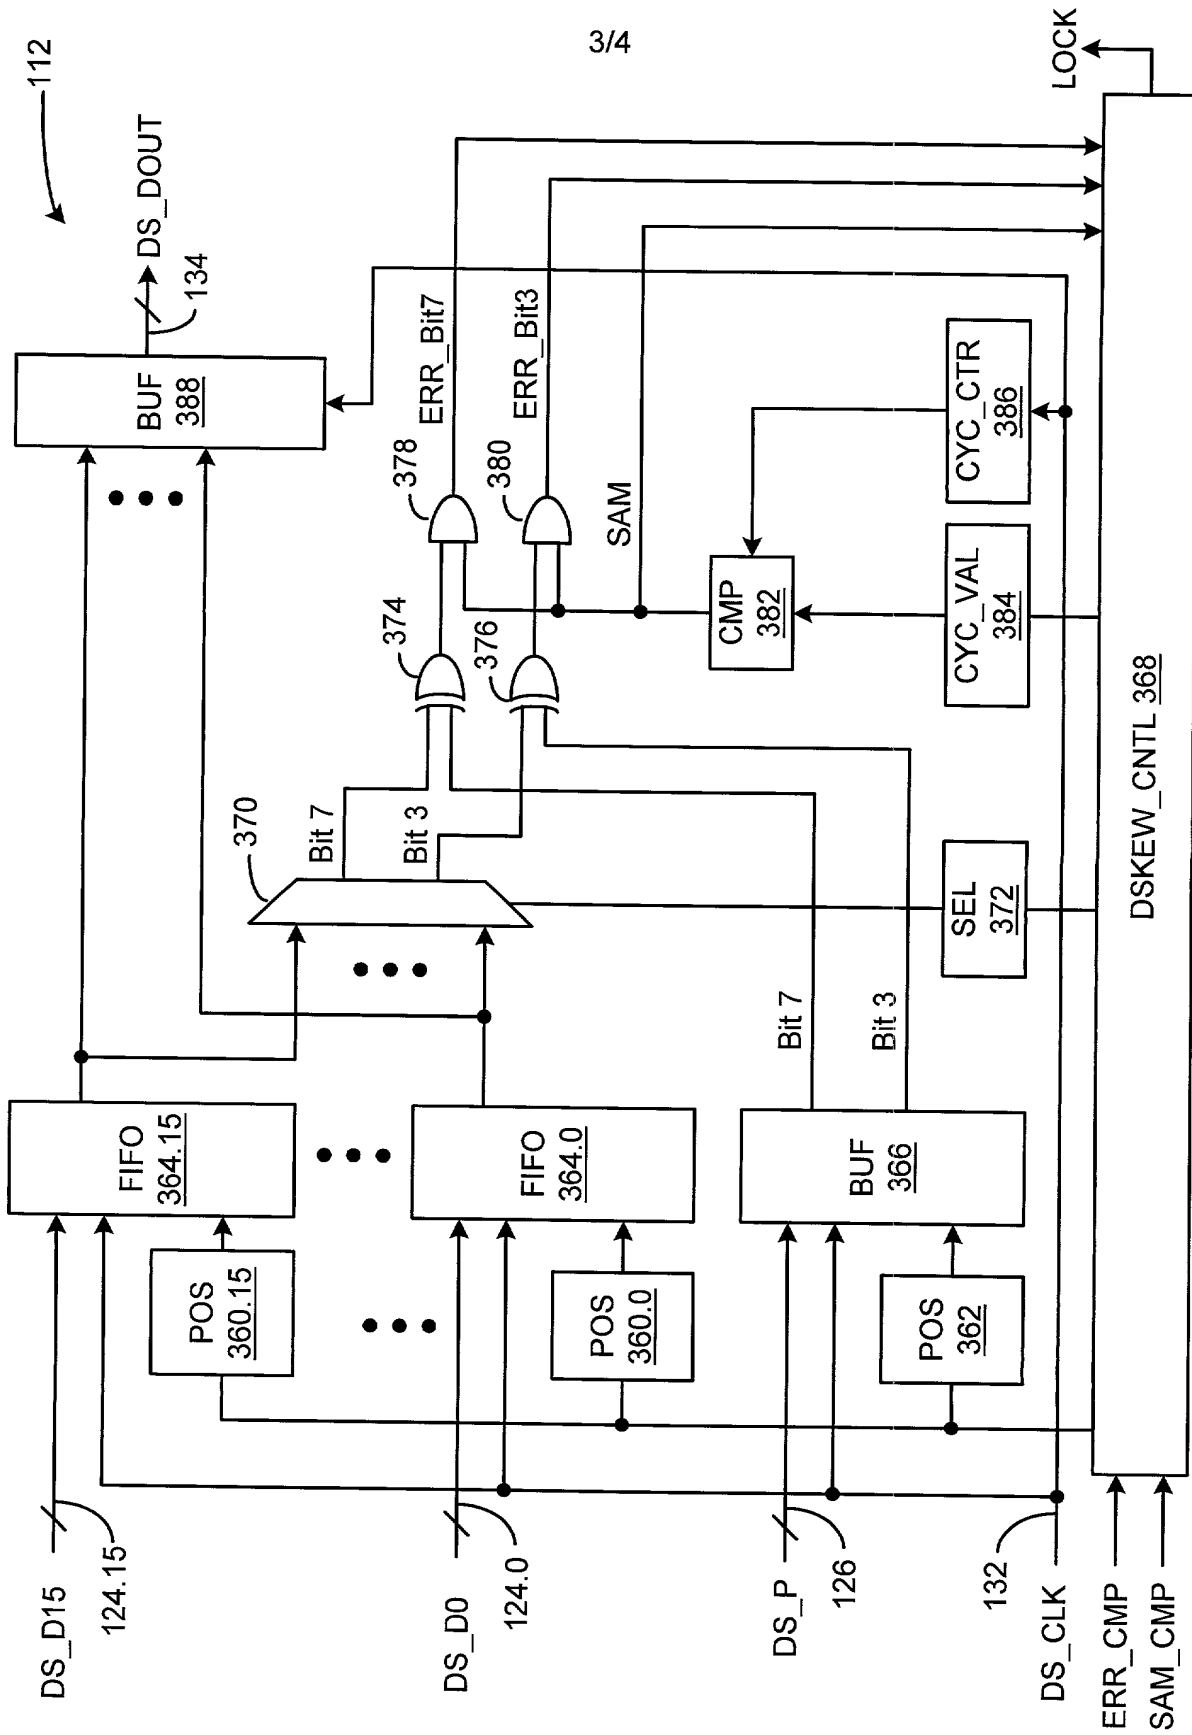 3/4
112
DS_DOUT
134
BUF
388
ERR_Bit7
ERR_Bit3
378
380
SAM
374
376
CMP
382
CYC_CTR
386
CYC_VAL
384
LOCK
370
Bit 7
Bit 3
SEL
372
DSKEW_CNTL 368
FIFO
364.15
FIFO
364.0
BUF
366
Bit 7
Bit 3
POS
360.15
POS
360.0
POS
362
DS_D15
124.15
DS_D0
124.0
DS_P
126
DS_CLK
132
ERR_CMP
SAM_CMP